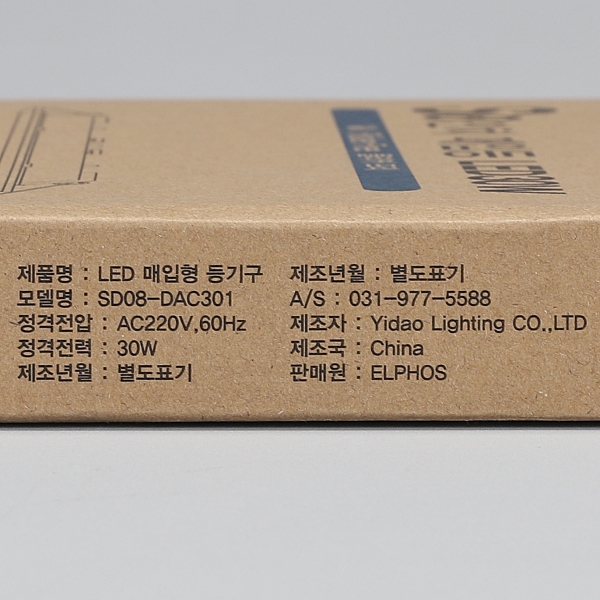 제품명 : LED 매입형 등기구
모델명 : SD08-DAC301
정격전압 : AC220V,60Hz
정격전력 : 30W
제조년월 : 별도표기
제조년월 : 별도표기
A/S : 031-977-5588
제조자 : Yidao Lighting CO.,LTD
제조국 : China
판매원 : ELPHOS